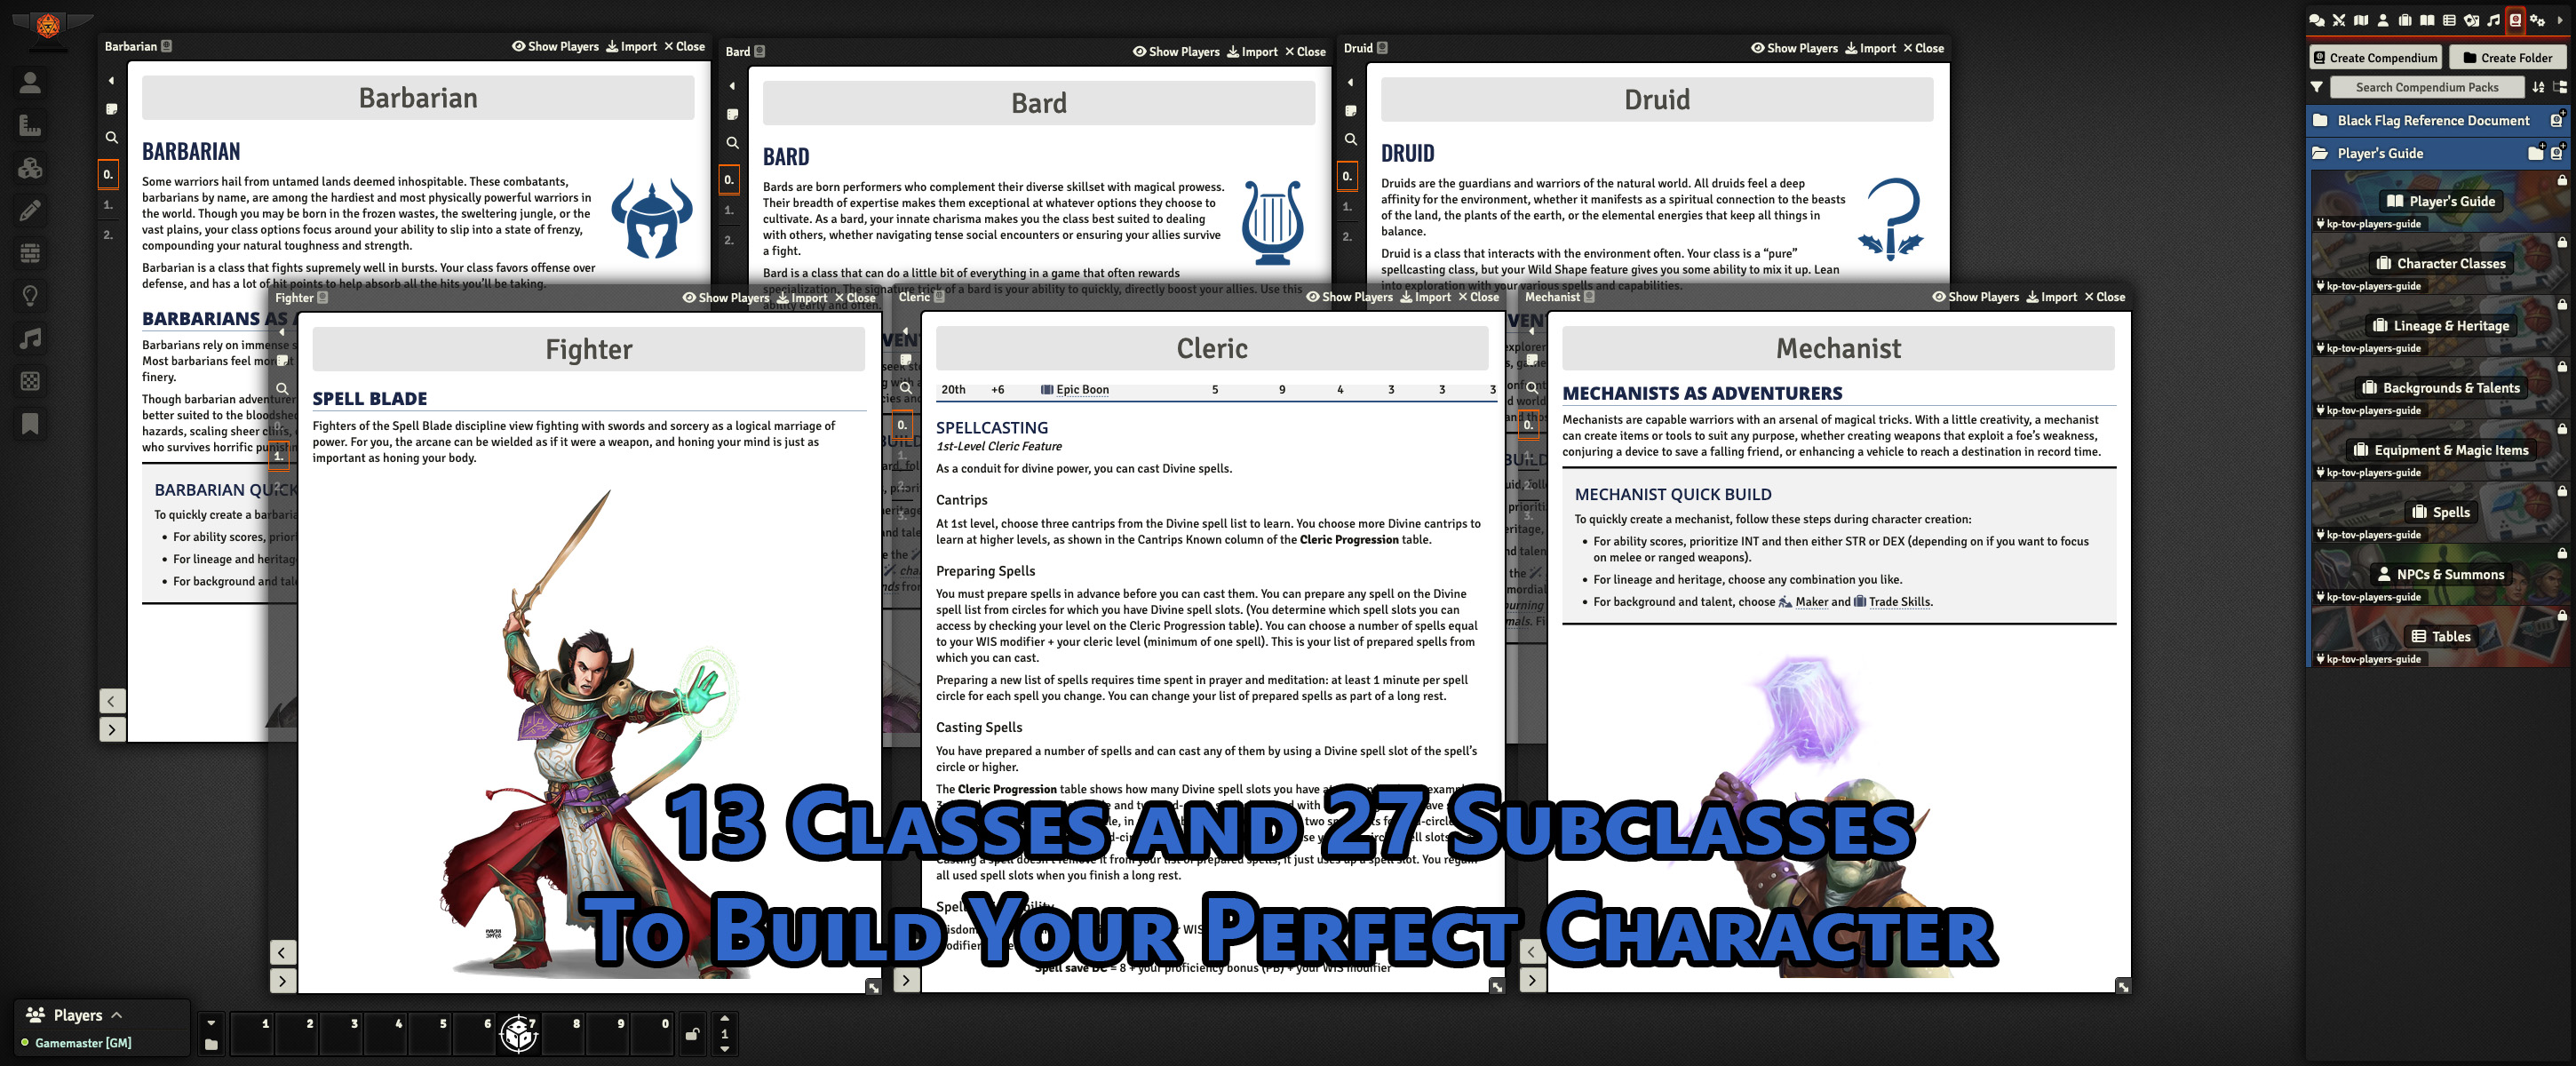 Barbarian
Show Players Import Close
Barbarian
BARBARIAN
Some warriors hail from untamed lands deemed inhospitable. These combatants,
barbarians by name, are among the hardiest and most physically powerful warriors in
the world. Though you may be born in the frozen wastes, the sweltering jungle, or the
vast plains, your class options focus around your ability to slip into a state of frenzy,
compounding your natural toughness and strength.
Barbarian is a class that fights supremely well in bursts. Your class favors offense over
defense, and has a lot of hit points to help absorb all the hits you'll be taking.
BARBARIANS AS
Barbarians rely on immense
Most barbarians feel more
finery.
Though barbarian
better suited to the
hazards, scaling sheer
who survives horrific
BARBARIAN QUICK
To quickly create a
• For ability scores,
• For lineage and
• For background and
0.
1.
2.
Bard
Show Players Import Close
Bard
BARD
Bards are born performers who complement their diverse skillset with magical prowess.
Their breadth of expertise makes them exceptional at whatever options they choose to
cultivate. As a bard, your innate charisma makes you the class best suited to dealing
with others, whether navigating tense social encounters or ensuring your allies survive
a fight.
Bard is a class that can do a little bit of everything in a game that often rewards
specialization. The signature trick of a bard is your ability to quickly, directly boost your allies. Use this
ability early and often.
0.
1.
2.
Druid
Show Players Import Close
Druid
DRUID
Druids are the guardians and warriors of the natural world. All druids feel a deep
affinity for the environment, whether it manifests as a spiritual connection to the beasts
of the land, the plants of the earth, or the elemental energies that keep all things in
balance.
Druid is a class that interacts with the environment often. Your class is a “pure”
spellcasting class, but your Wild Shape feature gives you some ability to mix it up. Lean
into exploration with your various spells and capabilities.
0.
1.
2.
Fighter
Show Players Import Close
Fighter
SPELL BLADE
Fighters of the Spell Blade discipline view fighting with swords and sorcery as a logical marriage of
power. For you, the arcane can be wielded as if it were a weapon, and honing your mind is just as
important as honing your body.
1.
Cleric
Show Players Import Close
Cleric
20th +6 Epic Boon 5 9 4 3 3 3
SPELLCASTING
1st-Level Cleric Feature
As a conduit for divine power, you can cast Divine spells.
Cantrips
At 1st level, choose three cantrips from the Divine spell list to learn. You choose more Divine cantrips to
learn at higher levels, as shown in the Cantrips Known column of the Cleric Progression table.
Preparing Spells
You must prepare spells in advance before you can cast them. You can prepare any spell on the Divine
spell list from circles for which you have Divine spell slots. (You determine which spell slots you can
access by checking your level on the Cleric Progression table). You can choose a number of spells equal
to your WIS modifier + your cleric level (minimum of one spell). This is your list of prepared spells from
which you can cast.
Preparing a new list of spells requires time spent in prayer and meditation: at least 1 minute per spell
circle for each spell you change. You can change your list of prepared spells as part of a long rest.
Casting Spells
You have prepared a number of spells and can cast any of them by using a Divine spell slot of the spell's
circle or higher.
The Cleric Progression table shows how many Divine spell slots you have
Casting a spell doesn't remove it from your list of prepared spells, it just uses up a spell slot. You regain
all used spell slots when you finish a long rest.
Spell save DC = 8 + your proficiency bonus (PB) + your WIS modifier
0.
Mechanist
Show Players Import Close
Mechanist
MECHANISTS AS ADVENTURERS
Mechanists are capable warriors with an arsenal of magical tricks. With a little creativity, a mechanist
can create items or tools to suit any purpose, whether creating weapons that exploit a foe's weakness,
conjuring a device to save a falling friend, or enhancing a vehicle to reach a destination in record time.
MECHANIST QUICK BUILD
To quickly create a mechanist, follow these steps during character creation:
• For ability scores, prioritize INT and then either STR or DEX (depending on if you want to focus
on melee or ranged weapons).
• For lineage and heritage, choose any combination you like.
• For background and talent, choose Maker and Trade Skills.
0.
13 Classes and 27 Subclasses
To Build Your Perfect Character
Players
Gamemaster [GM]
1 2 3 4 5 6 7 8 9 0
1
Create Compendium Create Folder
Search Compendium Packs
Black Flag Reference Document
Player's Guide
Player's Guide
kp-tov-players-guide
Character Classes
kp-tov-players-guide
Lineage & Heritage
kp-tov-players-guide
Backgrounds & Talents
kp-tov-players-guide
Equipment & Magic Items
kp-tov-players-guide
Spells
kp-tov-players-guide
NPCs & Summons
kp-tov-players-guide
Tables
kp-tov-players-guide